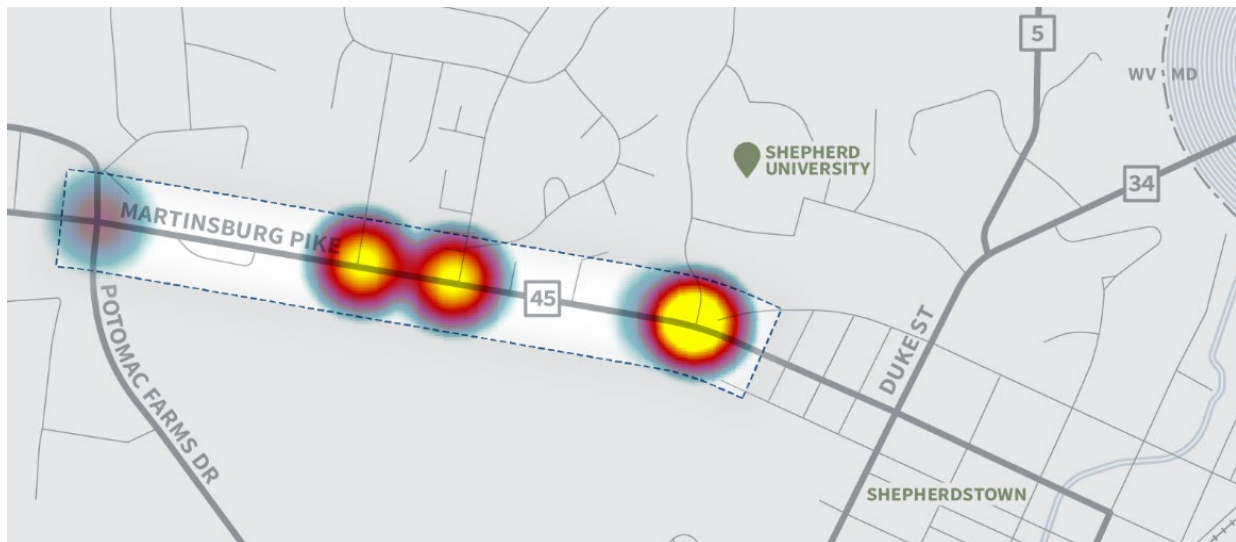 5
WV
MD
SHEPHERD
UNIVERSITY
34
MARTINSBURG PIKE
45
POTOMAC FARMS DR
DUKE ST
SHEPHERDSTOWN